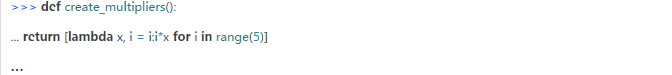 >>> def create_multipliers():
... return [lambda x, i = i:i*x for i in range(5)]
...